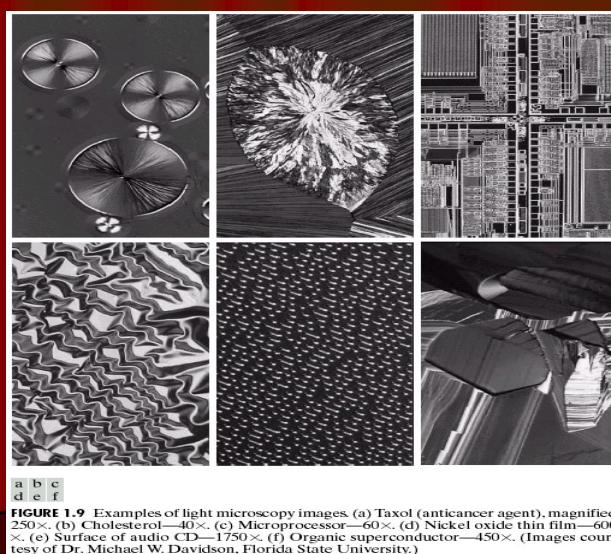 a b c
d e f
FIGURE 1.9 Examples of light microscopy images. (a) Taxol (anticancer agent), magnified
250×. (b) Cholesterol—40×. (c) Microprocessor—60×. (d) Nickel oxide thin film—600
×. (e) Surface of audio CD—1750×. (f) Organic superconductor—450×. (Images cour
tesy of Dr. Michael W. Davidson, Florida State University.)